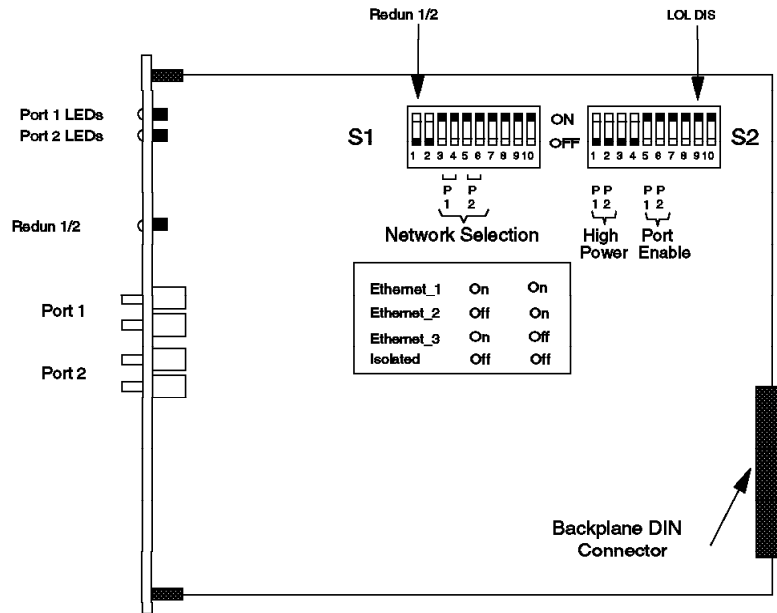 Redun 1/2
LOL DIS
Port 1 LEDs
Port 2 LEDs
S1
ON
OFF
S2
1 2 3 4 5 6 7 8 9 10
1 2 3 4 5 6 7 8 9 10
P 1
P 2
P 1
P 2
P 1
P 2
Network Selection
High Power
Port Enable
Redun 1/2
Ethernet_1 On On
Ethernet_2 Off On
Ethernet_3 On Off
Isolated Off Off
Port 1
Port 2
Backplane DIN
Connector